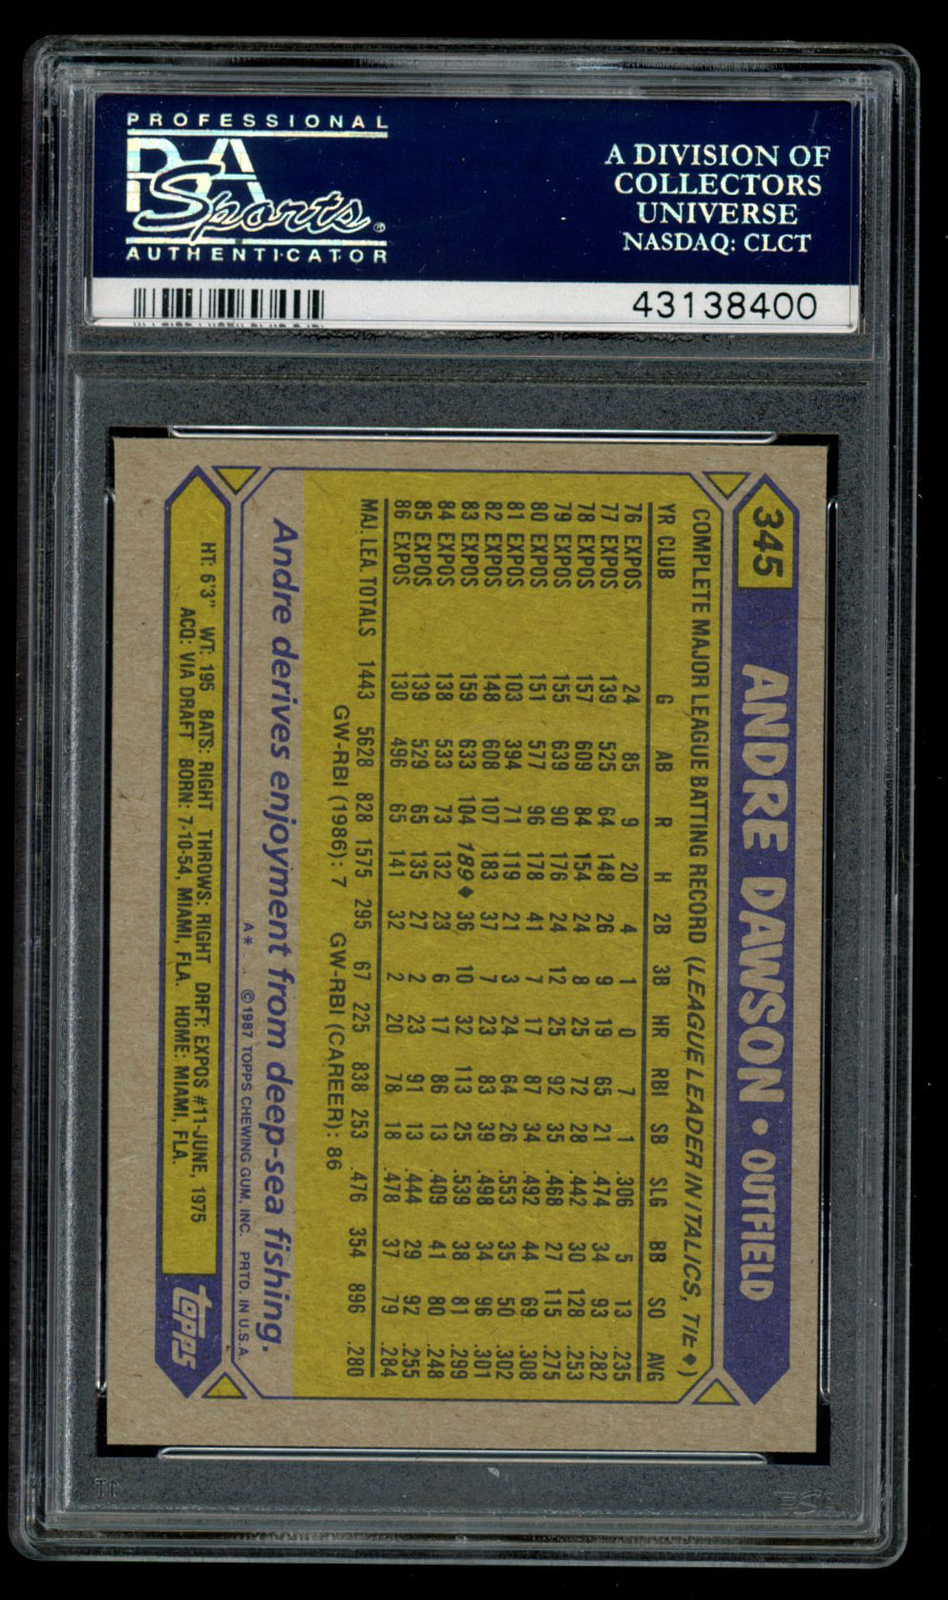 PROFESSIONAL
PSA
Sports®
AUTHENTICATOR
A DIVISION OF
COLLECTORS
UNIVERSE
NASDAQ: CLCT
43138400
345 ANDRE DAWSON • OUTFIELD
COMPLETE MAJOR LEAGUE BATTING RECORD (LEAGUE LEADER IN ITALICS, TIE ♦)
YR CLUB G AB R H 2B 3B HR RBI SB SLG BB SO AVG
76 EXPOS 24 85 9 20 4 1 0 7 1 .306 5 13 .235
77 EXPOS 139 525 64 148 26 9 19 65 21 .474 34 93 .282
78 EXPOS 157 609 84 154 24 8 25 72 28 .442 30 128 .253
79 EXPOS 155 639 90 176 24 12 25 92 35 .468 27 115 .275
80 EXPOS 151 577 96 178 41 7 17 87 34 .492 44 69 .308
81 EXPOS 103 394 71 119 21 3 24 64 26 .553 35 50 .302
82 EXPOS 148 608 107 183 37 7 23 83 39 .498 34 96 .301
83 EXPOS 159 633 104 189♦ 36 10 32 113 25 .539 38 81 .299
84 EXPOS 138 533 73 132 23 6 17 86 13 .409 41 80 .248
85 EXPOS 139 529 65 135 27 2 23 91 13 .444 29 92 .255
86 EXPOS 130 496 65 141 32 2 20 78 18 .478 37 79 .284
MAJ. LEA. TOTALS 1443 5628 828 1575 295 67 225 838 253 .476 354 896 .280
GW-RBI (1986): 7 GW-RBI (CAREER): 86
Andre derives enjoyment from deep-sea fishing.
A* ©1987 TOPPS CHEWING GUM, INC. PRTD. IN U.S.A.
HT: 6'3" WT: 195 BATS: RIGHT THROWS: RIGHT DRFT: EXPOS #11-JUNE, 1975
ACQ: VIA DRAFT BORN: 7-10-54, MIAMI, FLA. HOME: MIAMI, FLA.
topps